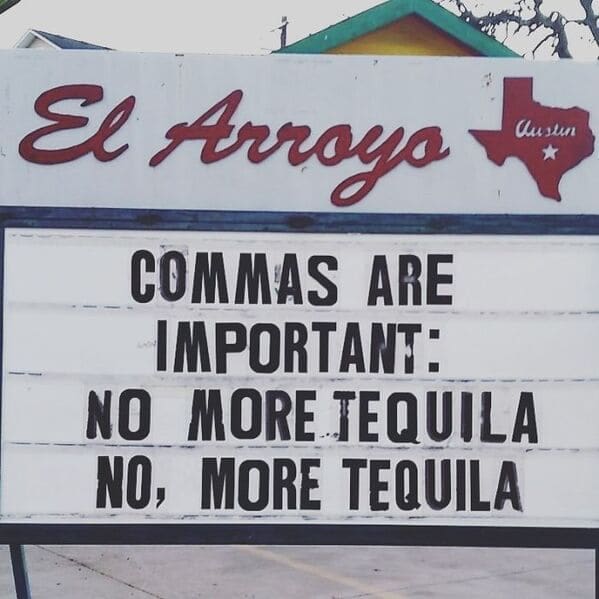 El Arroyo
Austin
COMMAS ARE
IMPORTANT:
NO MORE TEQUILA
NO, MORE TEQUILA